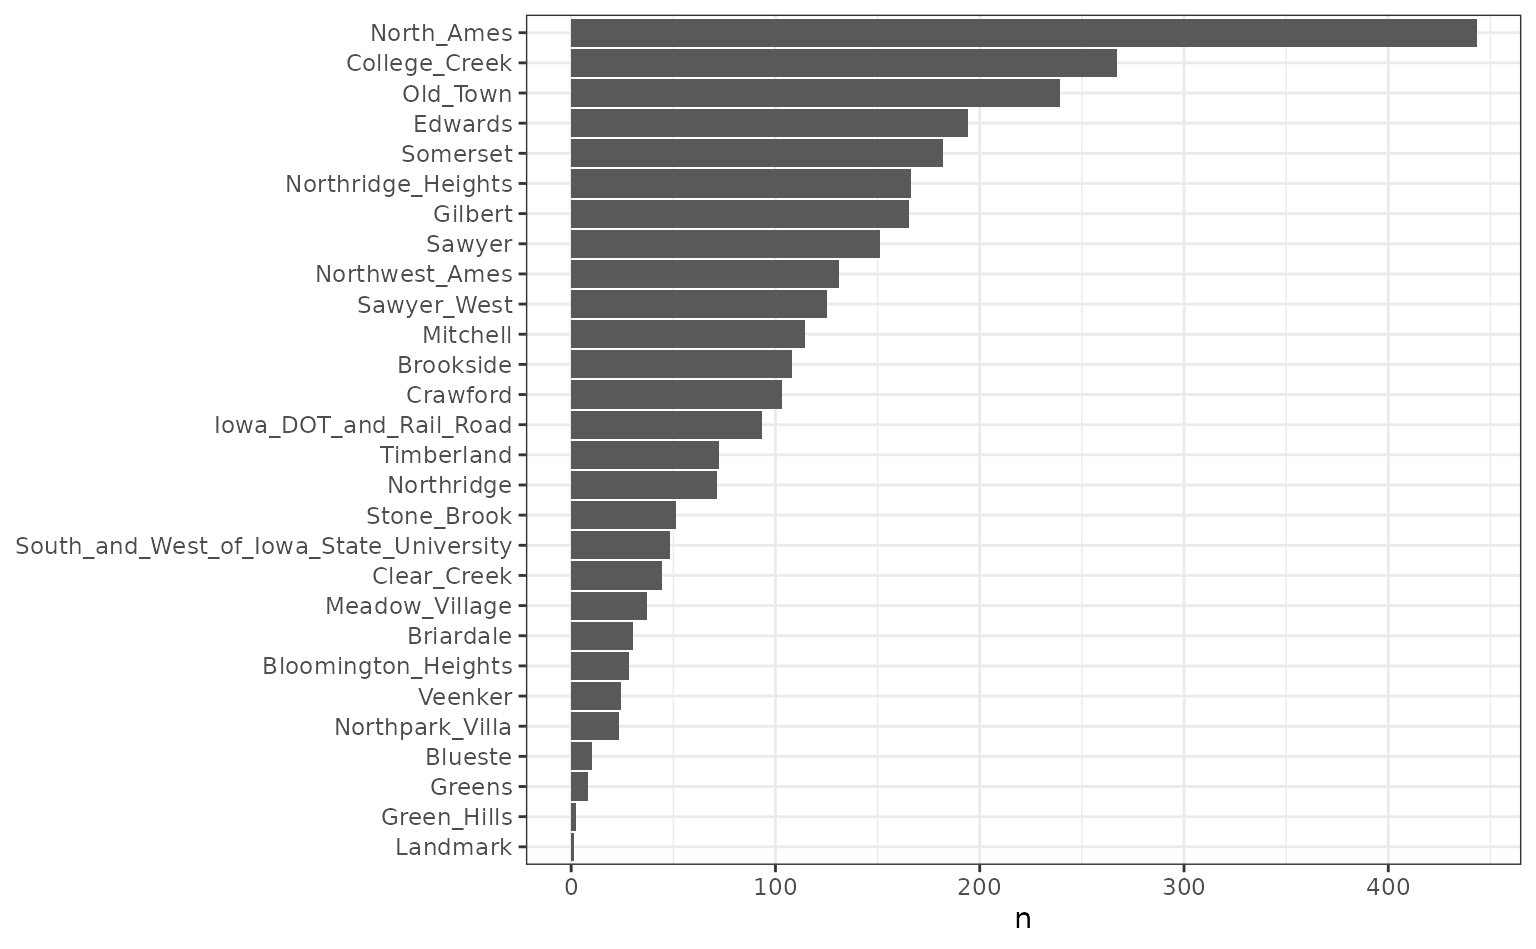 North_Ames
College_Creek
Old_Town
Edwards
Somerset
Northridge_Heights
Gilbert
Sawyer
Northwest_Ames
Sawyer_West
Mitchell
Brookside
Crawford
Iowa_DOT_and_Rail_Road
Timberland
Northridge
Stone_Brook
South_and_West_of_Iowa_State_University
Clear_Creek
Meadow_Village
Briardale
Bloomington_Heights
Veenker
Northpark_Villa
Blueste
Greens
Green_Hills
Landmark
0 100 200 300 400
n